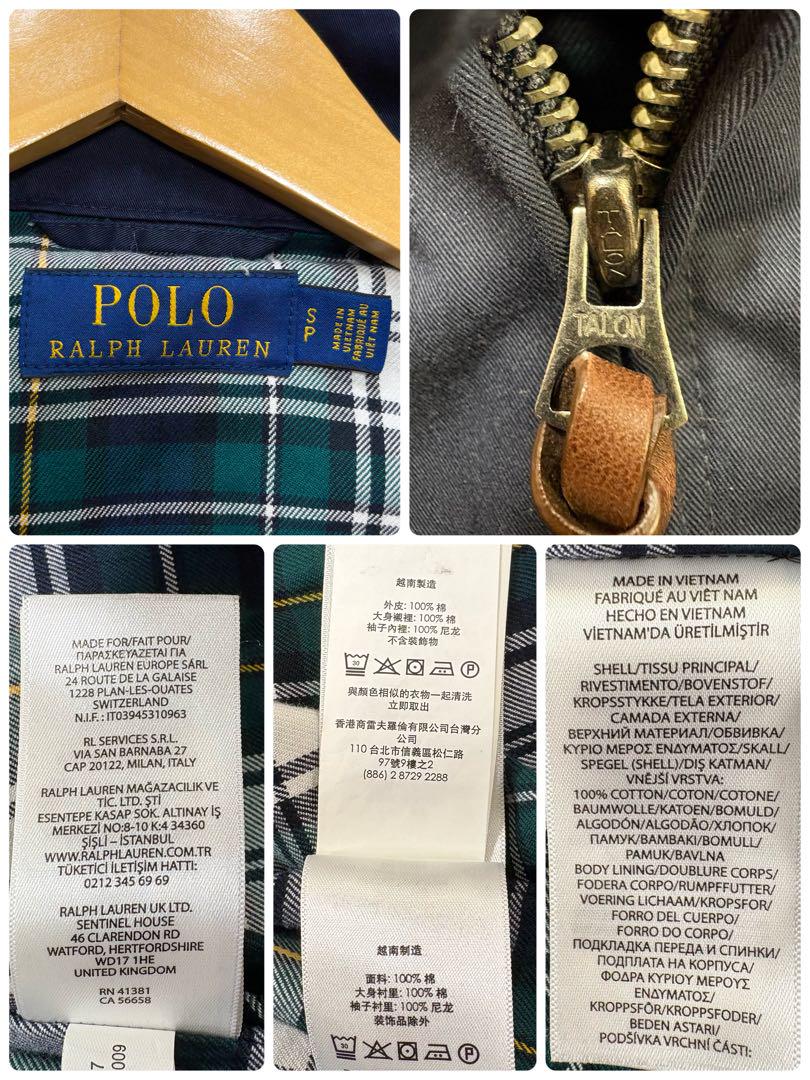 POLO
RALPH LAUREN
S
P
MADE IN
VIETNAM
FABRIQUÉ AU
VIÊT NAM
TALON
TALON
MADE FOR/FAIT POUR/
ΠΑΡΑΣΚΕΥΑΖΕΤΑΙ ΓΙΑ
RALPH LAUREN EUROPE SÁRL
24 ROUTE DE LA GALAISE
1228 PLAN-LES-OUATES
SWITZERLAND
N.I.F.: IT03945310963
RL SERVICES S.R.L.
VIA SAN BARNABA 27
CAP 20122, MILAN, ITALY
RALPH LAUREN MAĞAZACILIK VE
TİC. LTD. ŞTİ
ESENTEPE KASAP SOK. ALTINAY İŞ
MERKEZİ NO:8-10 K:4 34360
ŞİŞLİ – İSTANBUL
WWW.RALPHLAUREN.COM.TR
TÜKETİCİ İLETİŞİM HATTI:
0212 345 69 69
RALPH LAUREN UK LTD.
SENTINEL HOUSE
46 CLARENDON RD
WATFORD, HERTFORDSHIRE
WD17 1HE
UNITED KINGDOM
RN 41381
CA 56658
7
009
越南製造
外皮: 100% 棉
大身襯裡: 100% 棉
袖子內裡: 100% 尼龙
不含裝飾物
30
P
與顏色相似的衣物一起清洗
立即取出
香港商雷夫羅倫有限公司台灣分
公司
110 台北市信義區松仁路
97號9樓之2
(886) 2 8729 2288
越南制造
面料: 100% 棉
大身衬里: 100% 棉
袖子衬里: 100% 尼龙
装饰品除外
30
P
MADE IN VIETNAM
FABRIQUÉ AU VIÊT NAM
HECHO EN VIETNAM
VİETNAM'DA ÜRETİLMİŞTİR
SHELL/TISSU PRINCIPAL/
RIVESTIMENTO/BOVENSTOF/
KROPSSTYKKE/TELA EXTERIOR/
CAMADA EXTERNA/
ВЕРХНИЙ МАТЕРИАЛ/ОБВИВКА/
ΚΥΡΙΟ ΜΕΡΟΣ ΕΝΔΥΜΑΤΟΣ/SKALL/
SPEGEL (SHELL)/DIŞ KATMAN/
VNĚJŠÍ VRSTVA:
100% COTTON/COTON/COTONE/
BAUMWOLLE/KATOEN/BOMULD/
ALGODÓN/ALGODÃO/ХЛОПОК/
ПАМУК/ΒΑΜΒΑΚΙ/BOMULL/
PAMUK/BAVLNA
BODY LINING/DOUBLURE CORPS/
FODERA CORPO/RUMPFFUTTER/
VOERING LICHAAM/KROPSFOR/
FORRO DEL CUERPO/
FORRO DO CORPO/
ПОДКЛАДКА ПЕРЕДА И СПИНКИ/
ПОДПЛАТА НА КОРПУСА/
ΦΟΔΡΑ ΚΥΡΙΟΥ ΜΕΡΟΥΣ
ΕΝΔΥΜΑΤΟΣ/
KROPPSFÔR/KROPPSFODER/
BEDEN ASTARI/
PODŠÍVKA VRCHNÍ ČÁSTI: